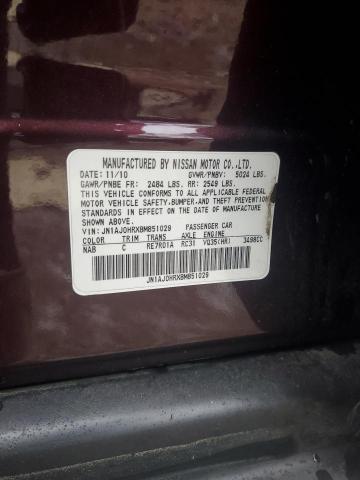 MANUFACTURED BY NISSAN MOTOR CO.,LTD.
DATE: 11/10 GVWR/PNBV: 5024 LBS.
GAWR/PNBE FR: 2484 LBS. RR: 2549 LBS.
THIS VEHICLE CONFORMS TO ALL APPLICABLE FEDERAL
MOTOR VEHICLE SAFETY,BUMPER,AND THEFT PREVENTION
STANDARDS IN EFFECT ON THE DATE OF MANUFACTURE
SHOWN ABOVE.
VIN: JN1AJ0HRXBM851029 PASSENGER CAR
COLOR TRIM TRANS AXLE ENGINE
NAB C RE7R01A RC31 VQ35(HR) 3498CC
JN1AJ0HRXBM851029